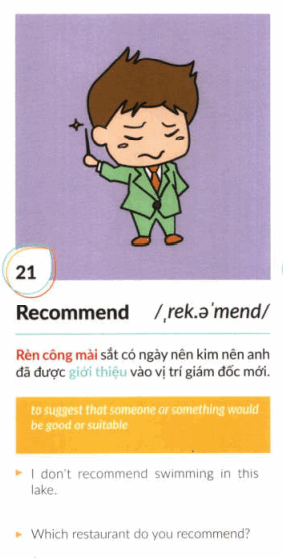 21
Recommend /ˌrek.əˈmend/
Rèn công mài sắt có ngày nên kim nên anh
đã được giới thiệu vào vị trí giám đốc mới.
to suggest that someone or something would
be good or suitable
I don't recommend swimming in this
lake.
Which restaurant do you recommend?